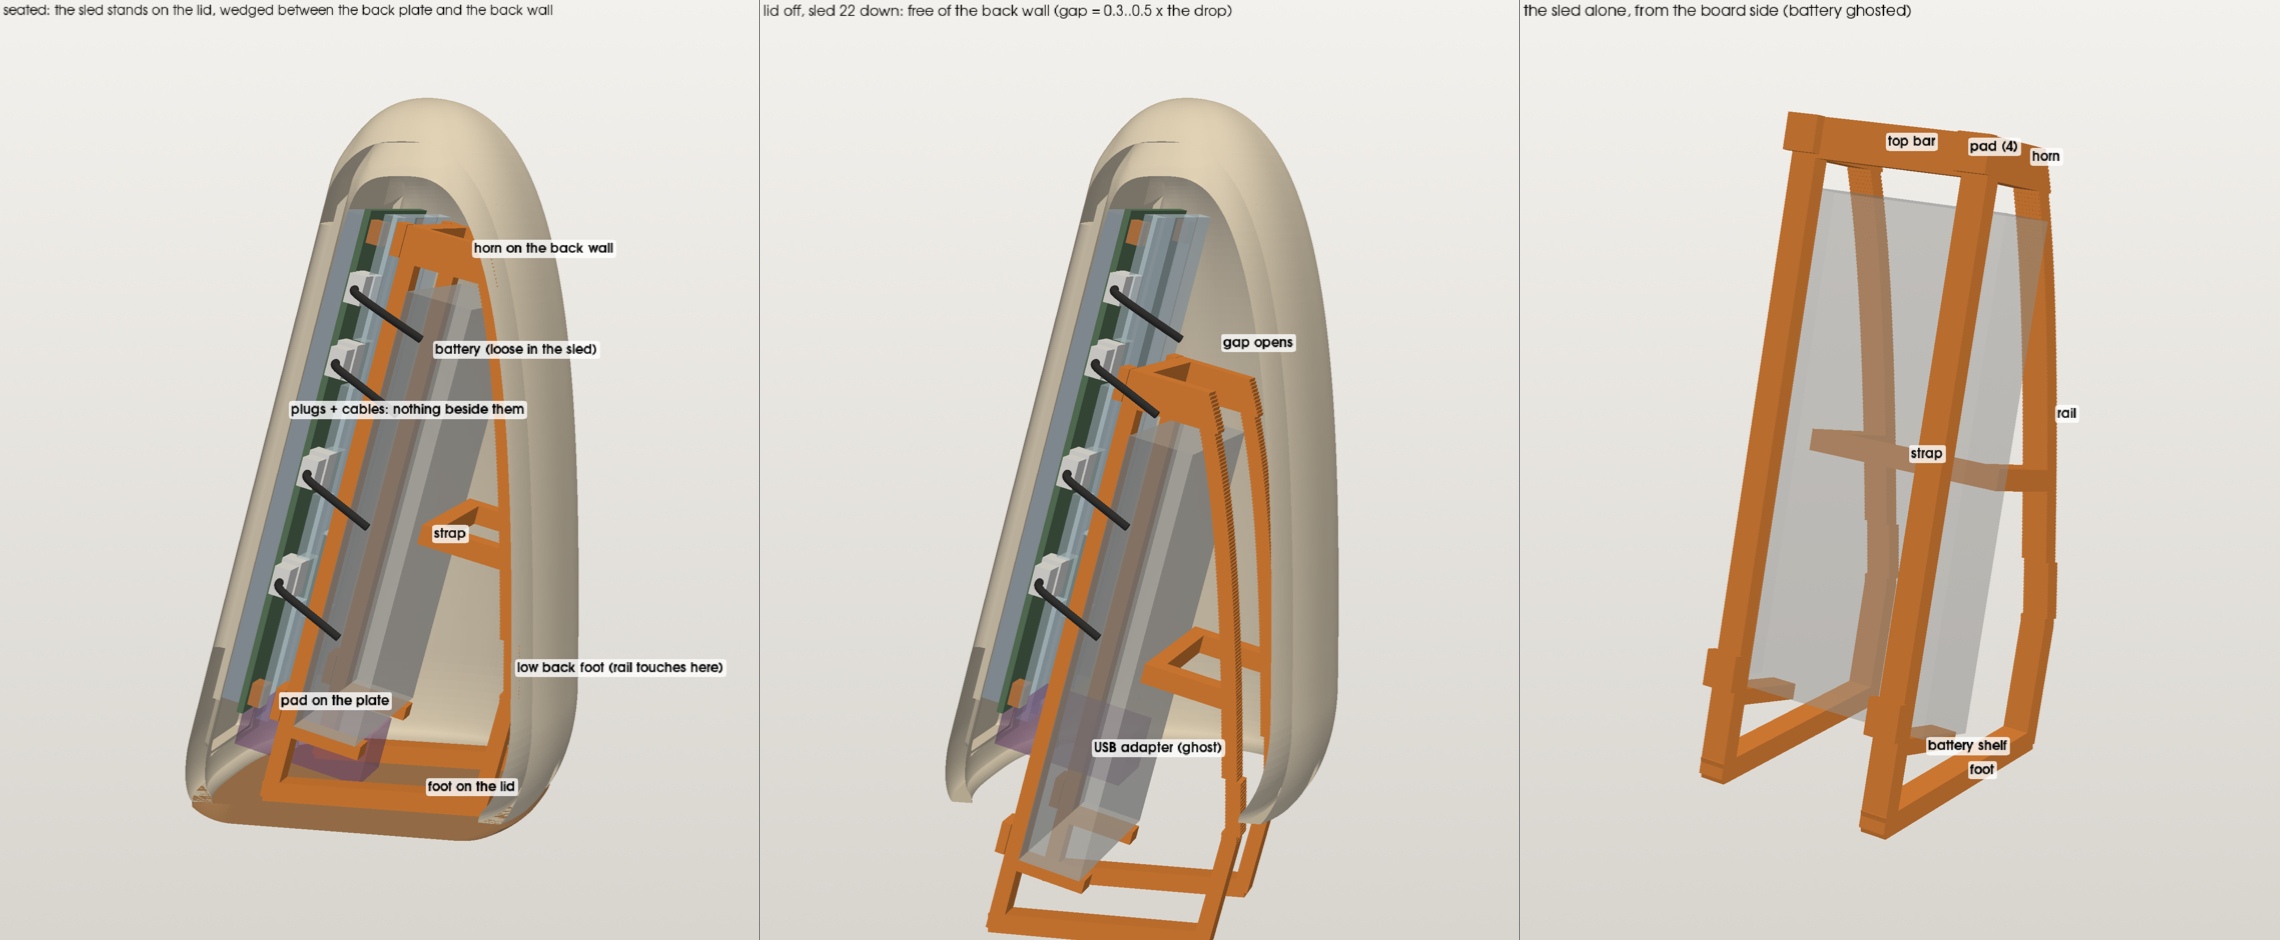 seated: the sled stands on the lid, wedged between the back plate and the back wall
horn on the back wall
battery (loose in the sled)
plugs + cables: nothing beside them
strap
low back foot (rail touches here)
pad on the plate
foot on the lid
lid off, sled 22 down: free of the back wall (gap = 0.3..0.5 x the drop)
gap opens
USB adapter (ghost)
the sled alone, from the board side (battery ghosted)
top bar
pad (4)
horn
rail
strap
battery shelf
foot